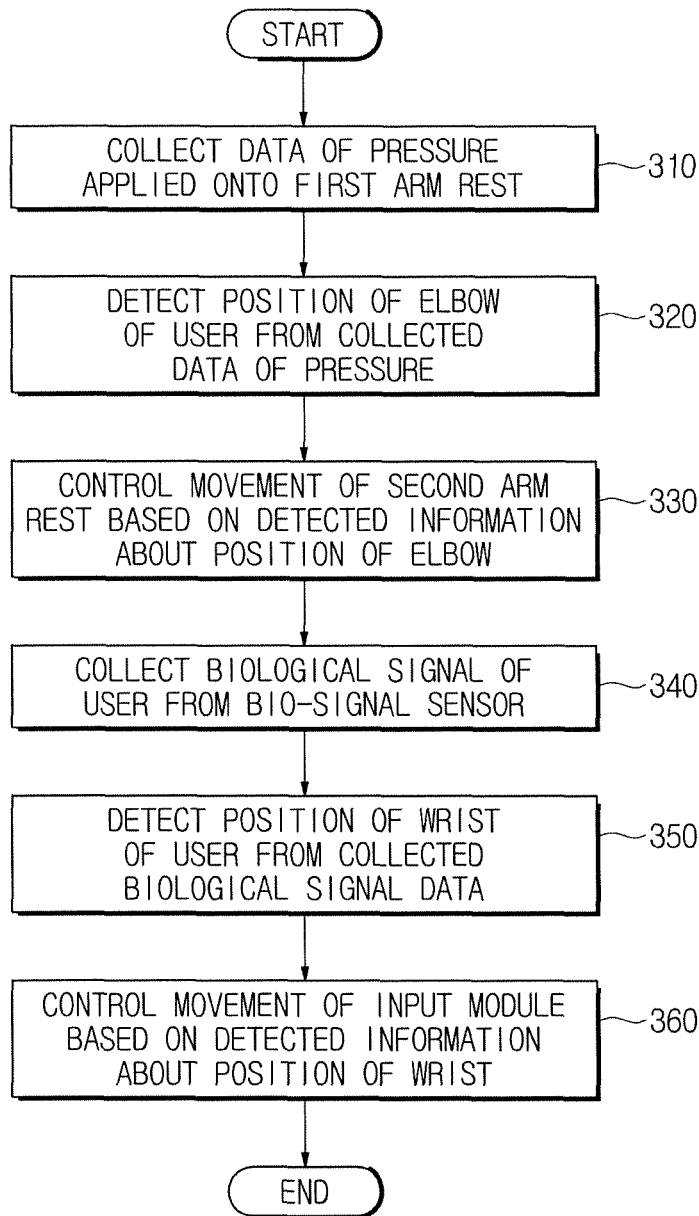 START
COLLECT DATA OF PRESSURE
APPLIED ONTO FIRST ARM REST
310
DETECT POSITION OF ELBOW
OF USER FROM COLLECTED
DATA OF PRESSURE
320
CONTROL MOVEMENT OF SECOND ARM
REST BASED ON DETECTED INFORMATION
ABOUT POSITION OF ELBOW
330
COLLECT BIOLOGICAL SIGNAL OF
USER FROM BIO-SIGNAL SENSOR
340
DETECT POSITION OF WRIST
OF USER FROM COLLECTED
BIOLOGICAL SIGNAL DATA
350
CONTROL MOVEMENT OF INPUT MODULE
BASED ON DETECTED INFORMATION
ABOUT POSITION OF WRIST
360
END